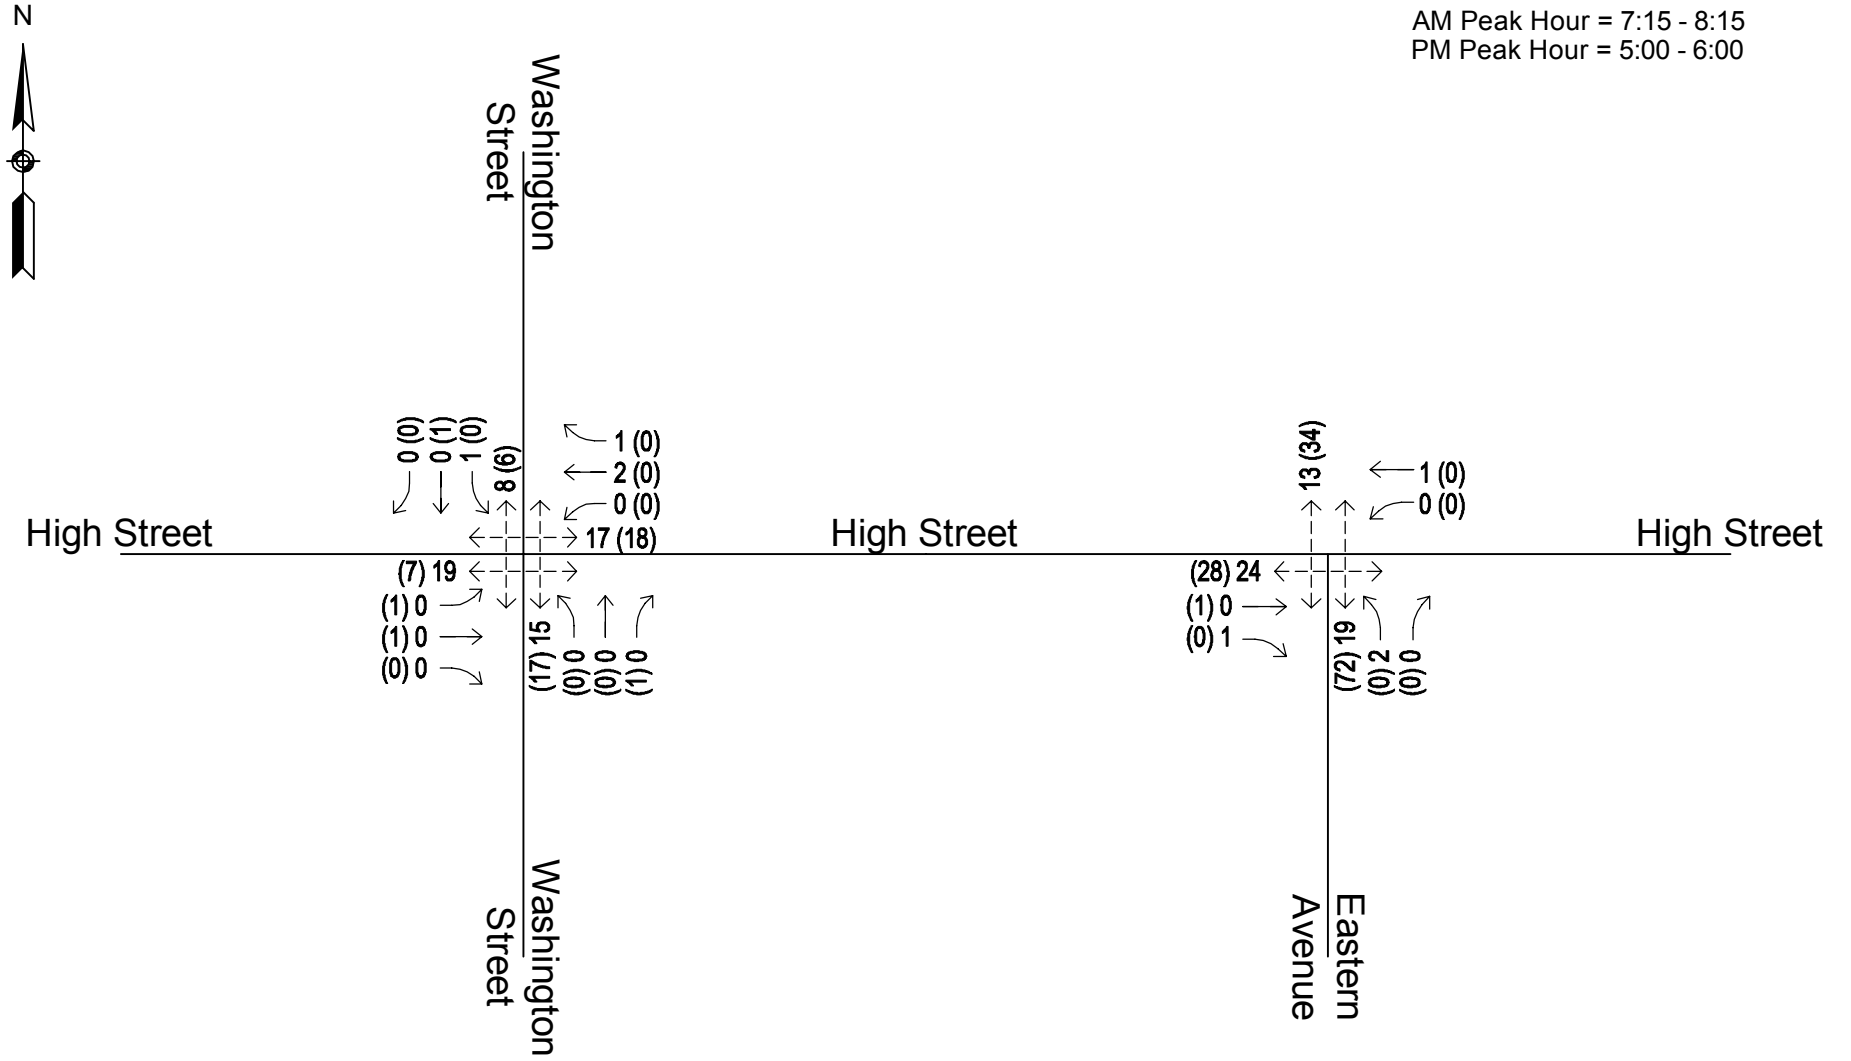 N
AM Peak Hour = 7:15 - 8:15
PM Peak Hour = 5:00 - 6:00
Washington
Street
0 (0)
0 (1)
1 (0)
8 (6)
1 (0)
2 (0)
0 (0)
17 (18)
13 (34)
1 (0)
0 (0)
High Street
High Street
High Street
(7) 19
(1) 0
(1) 0
(0) 0
(17) 15
(0) 0
(0) 0
(1) 0
(28) 24
(1) 0
(0) 1
(72) 19
(0) 2
(0) 0
Washington
Street
Eastern
Avenue